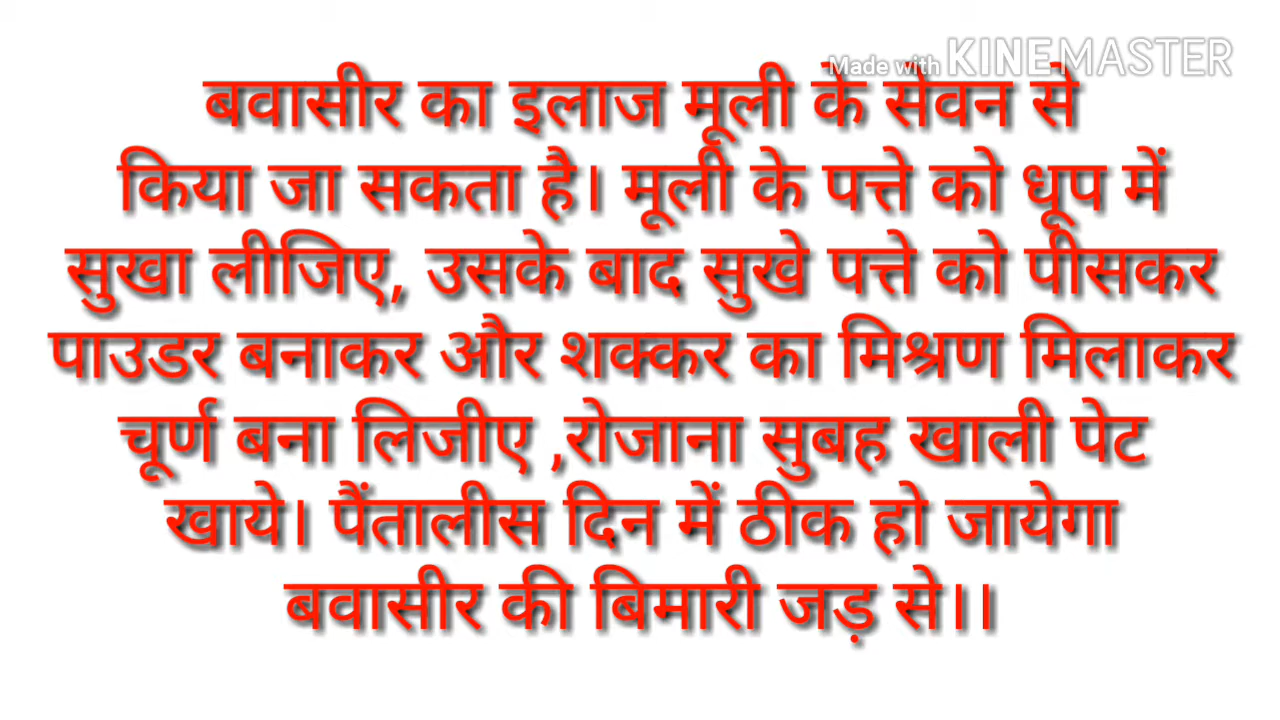 Made with KINEMASTER
बवासीर का इलाज मूली के सेवन से
किया जा सकता है। मूली के पत्ते को धूप में
सुखा लीजिए, उसके बाद सुखे पत्ते को पीसकर
पाउडर बनाकर और शक्कर का मिश्रण मिलाकर
चूर्ण बना लिजीए ,रोजाना सुबह खाली पेट
खाये। पैंतालीस दिन में ठीक हो जायेगा
बवासीर की बिमारी जड़ से।।